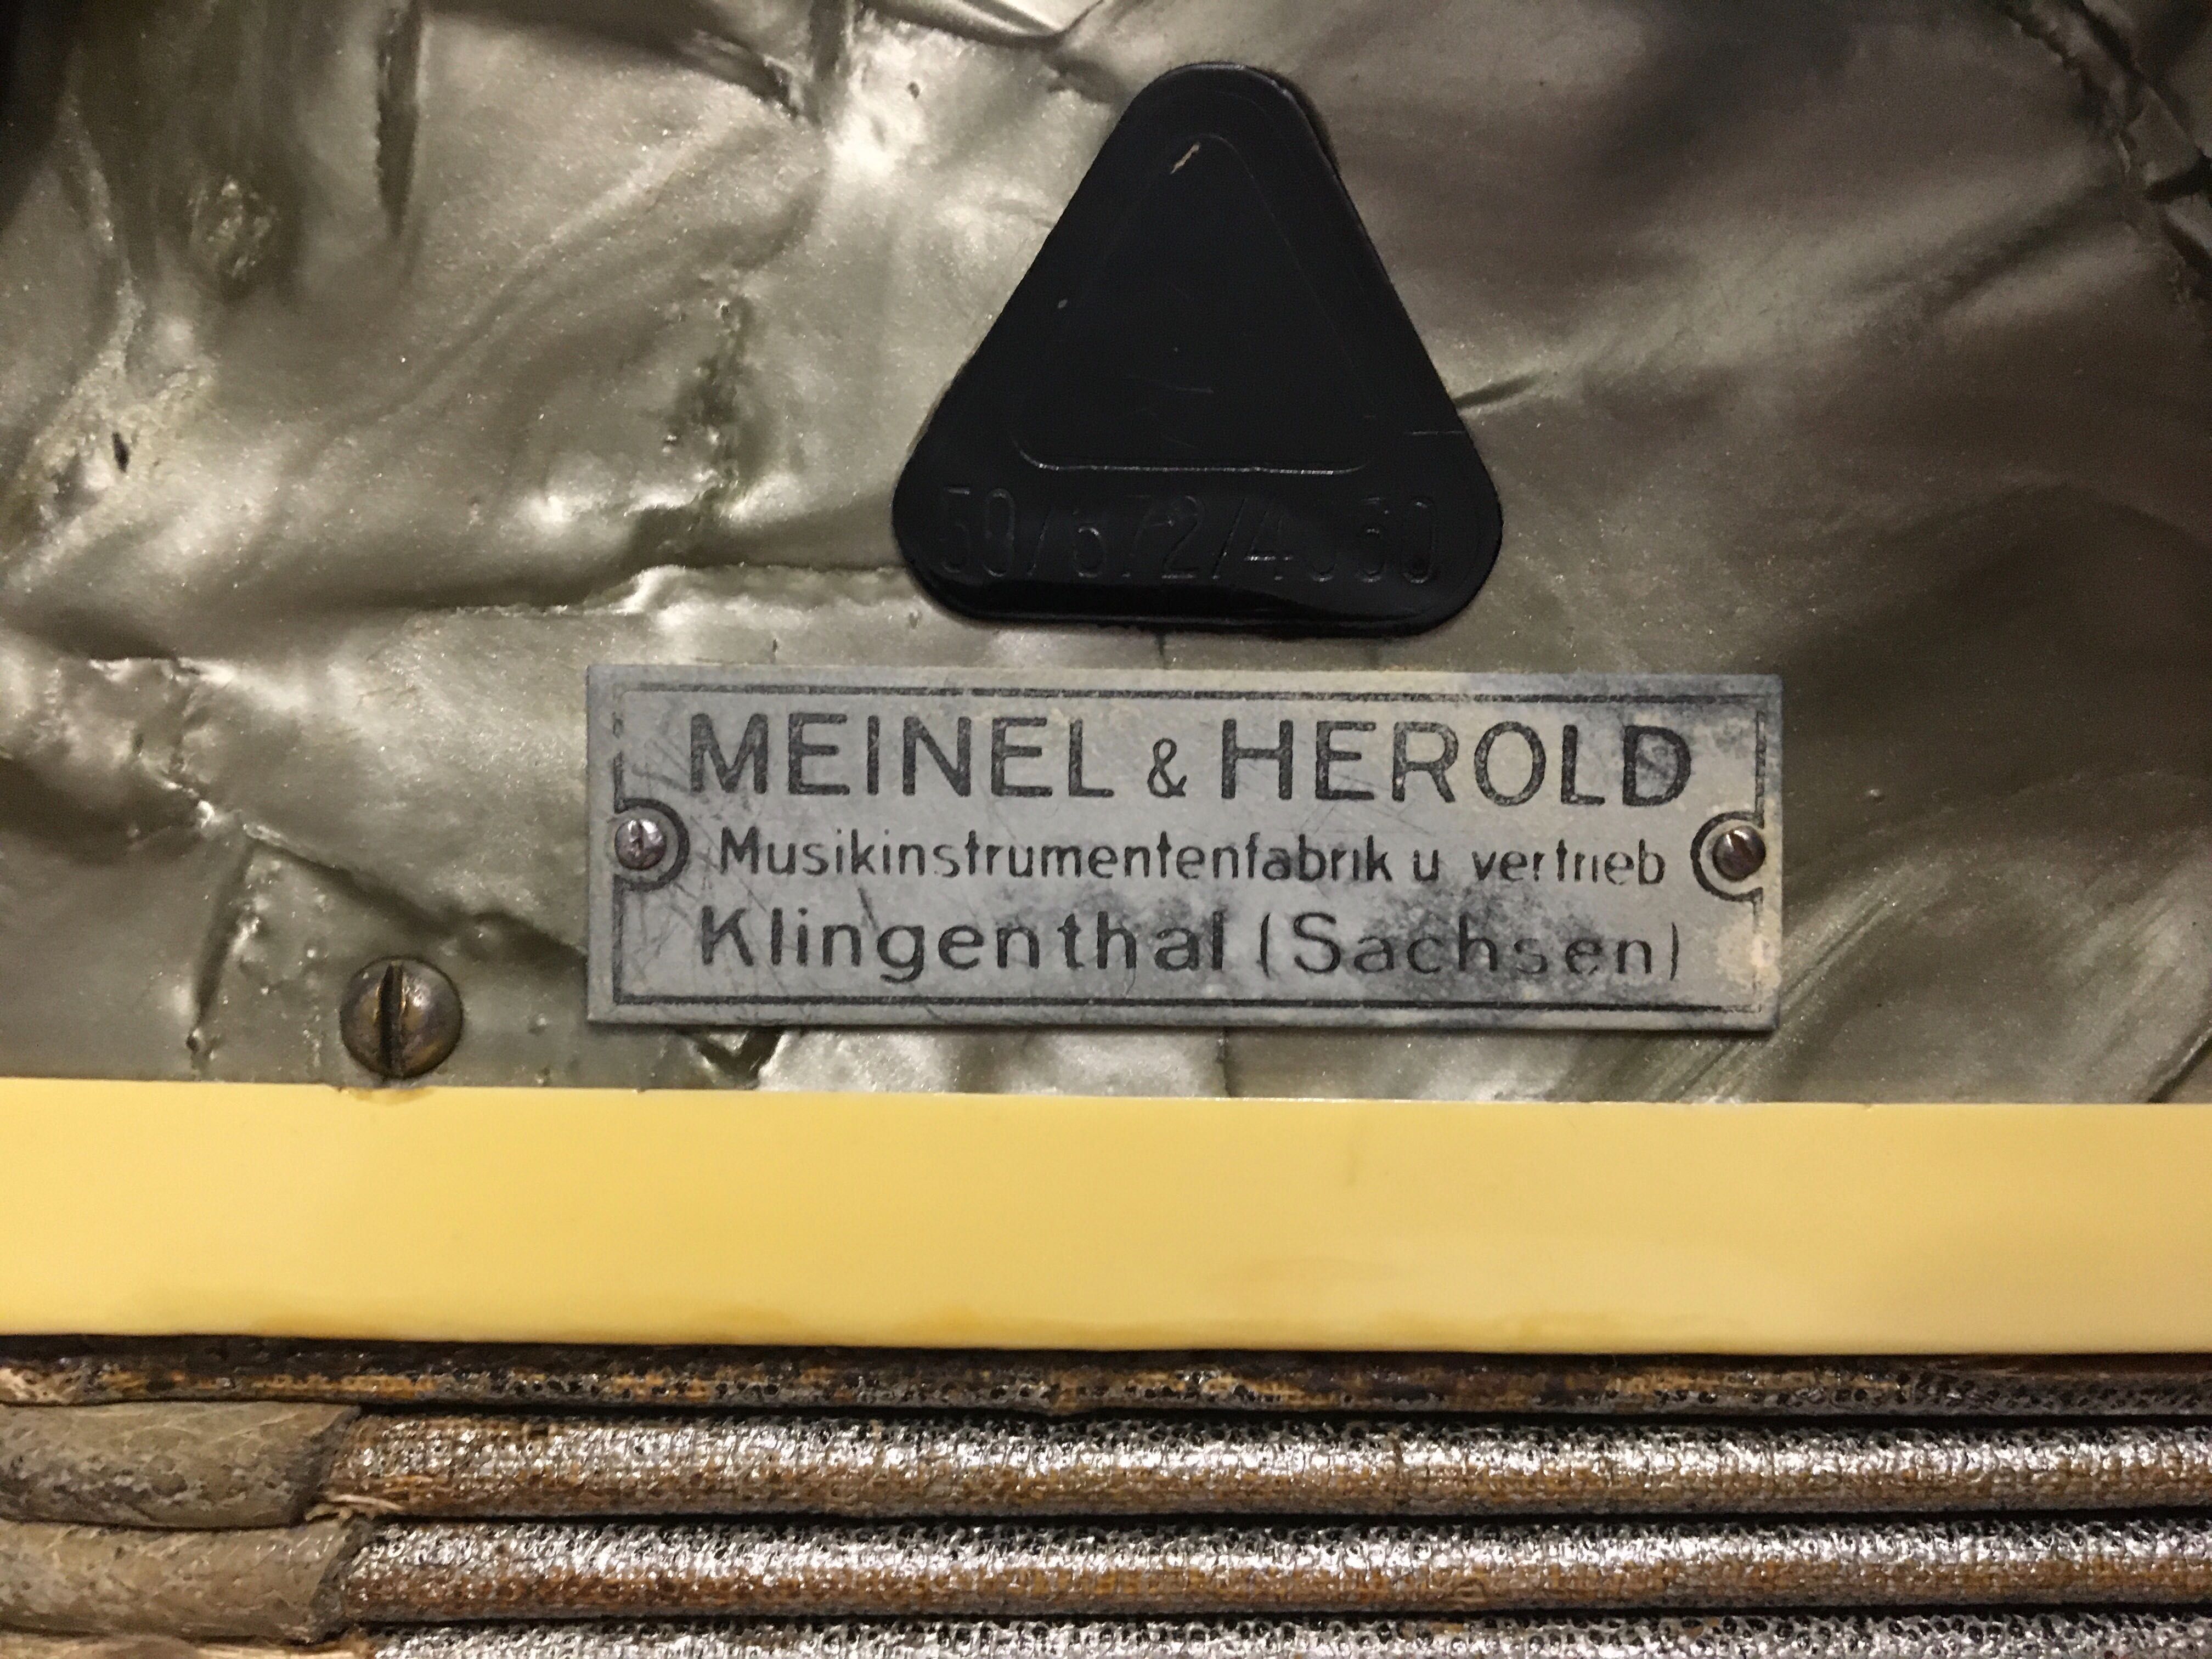 MEINEL & HEROLD
Musikinstrumentenfabrik u vertrieb
Klingenthal (Sachsen)